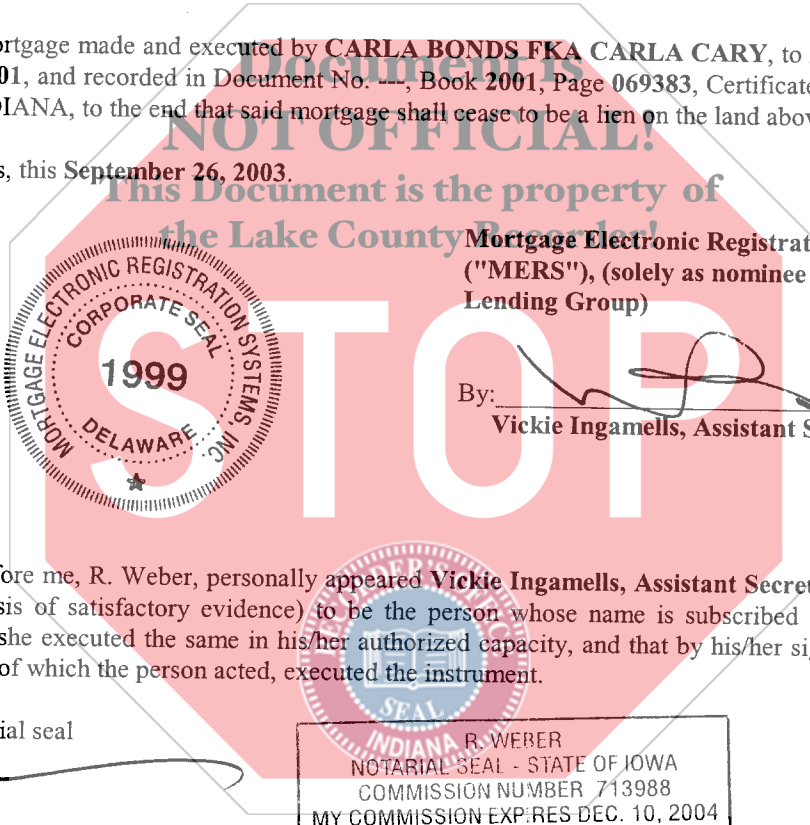 ortgage made and executed by CARLA BONDS FKA CARLA CARY, to
01, and recorded in Document No. ---, Book 2001, Page 069383, Certificate
DIANA, to the end that said mortgage shall cease to be a lien on the land abov
s, this September 26, 2003.
Document is
NOT OFFICIAL!
This Document is the property of
the Lake County Recorder!
STOP
Mortgage Electronic Registrat
("MERS"), (solely as nominee
Lending Group)
MORTGAGE ELECTRONIC REGISTRATION SYSTEMS, INC.
CORPORATE SEAL
1999
DELAWARE
By:
Vickie Ingamells, Assistant S
fore me, R. Weber, personally appeared Vickie Ingamells, Assistant Secret
sis of satisfactory evidence) to be the person whose name is subscribed
she executed the same in his/her authorized capacity, and that by his/her sig
of which the person acted, executed the instrument.
SEAL
INDIANA
ial seal
R. WEBER
NOTARIAL SEAL - STATE OF IOWA
COMMISSION NUMBER 713988
MY COMMISSION EXPIRES DEC. 10, 2004